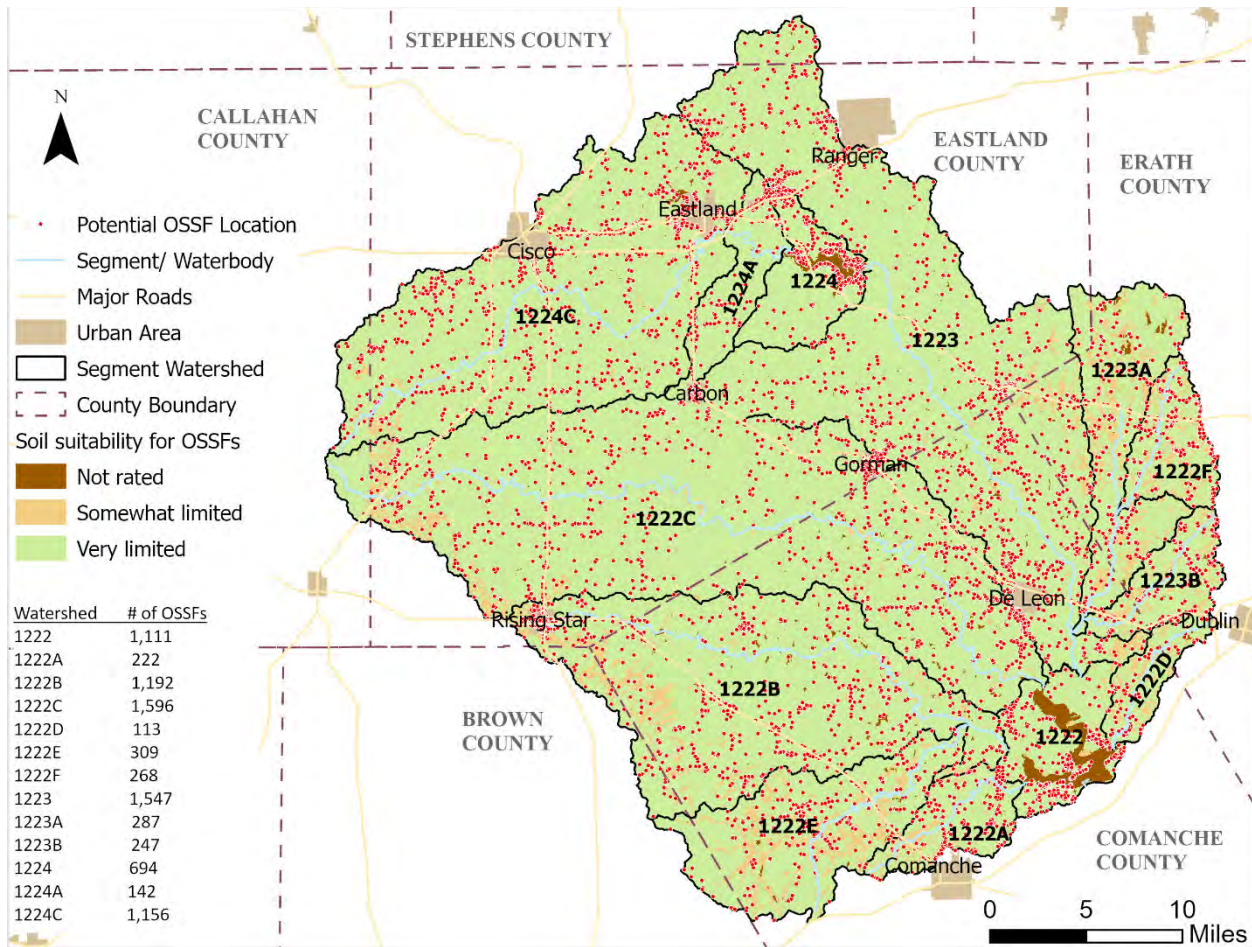 STEPHENS COUNTY
CALLAHAN
COUNTY
EASTLAND
COUNTY
ERATH
COUNTY
BROWN
COUNTY
COMANCHE
COUNTY
N
Potential OSSF Location
Segment/ Waterbody
Major Roads
Urban Area
Segment Watershed
County Boundary
Soil suitability for OSSFs
Not rated
Somewhat limited
Very limited
Watershed # of OSSFs
1222 1,111
1222A 222
1222B 1,192
1222C 1,596
1222D 113
1222E 309
1222F 268
1223 1,547
1223A 287
1223B 247
1224 694
1224A 142
1224C 1,156
Ranger
Eastland
Cisco
1224
1224A
1224C
1223
1223A
Carbon
Gorman
1222F
1222C
1223B
De Leon
Rising Star
Dublin
1222D
1222B
1222
1222E
1222A
Comanche
0 5 10
Miles